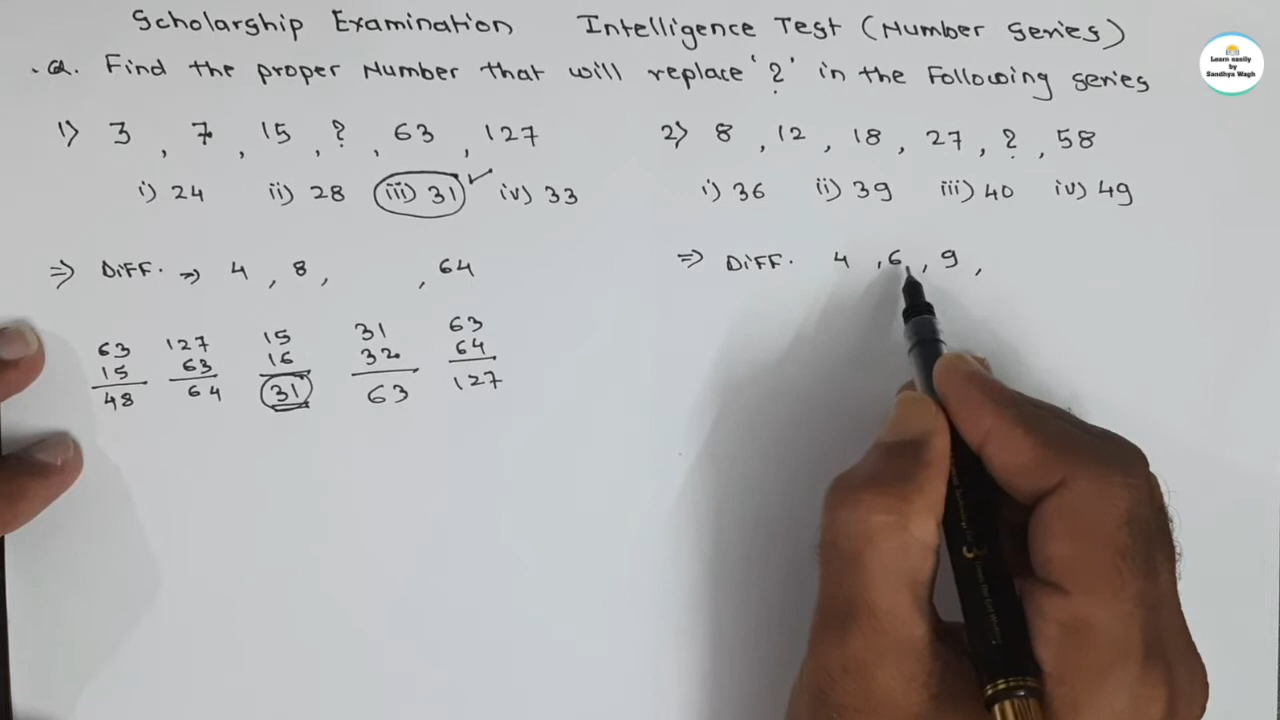 Scholarship Examination Intelligence Test (Number series)
Q. Find the proper Number that will replace '?' in the Following series
Learn easily
by
Sandhya Wagh
1) 3, 7, 15, ?, 63, 127
i) 24 ii) 28 iii) 31 ✓ iv) 33
⇒ DIFF. → 4, 8, , 64
63 127 15 31 63
15 63 16 32 64
48 64 31 63 127
2) 8, 12, 18, 27, ?, 58
i) 36 ii) 39 iii) 40 iv) 49
⇒ DIFF. 4, 6, 9,